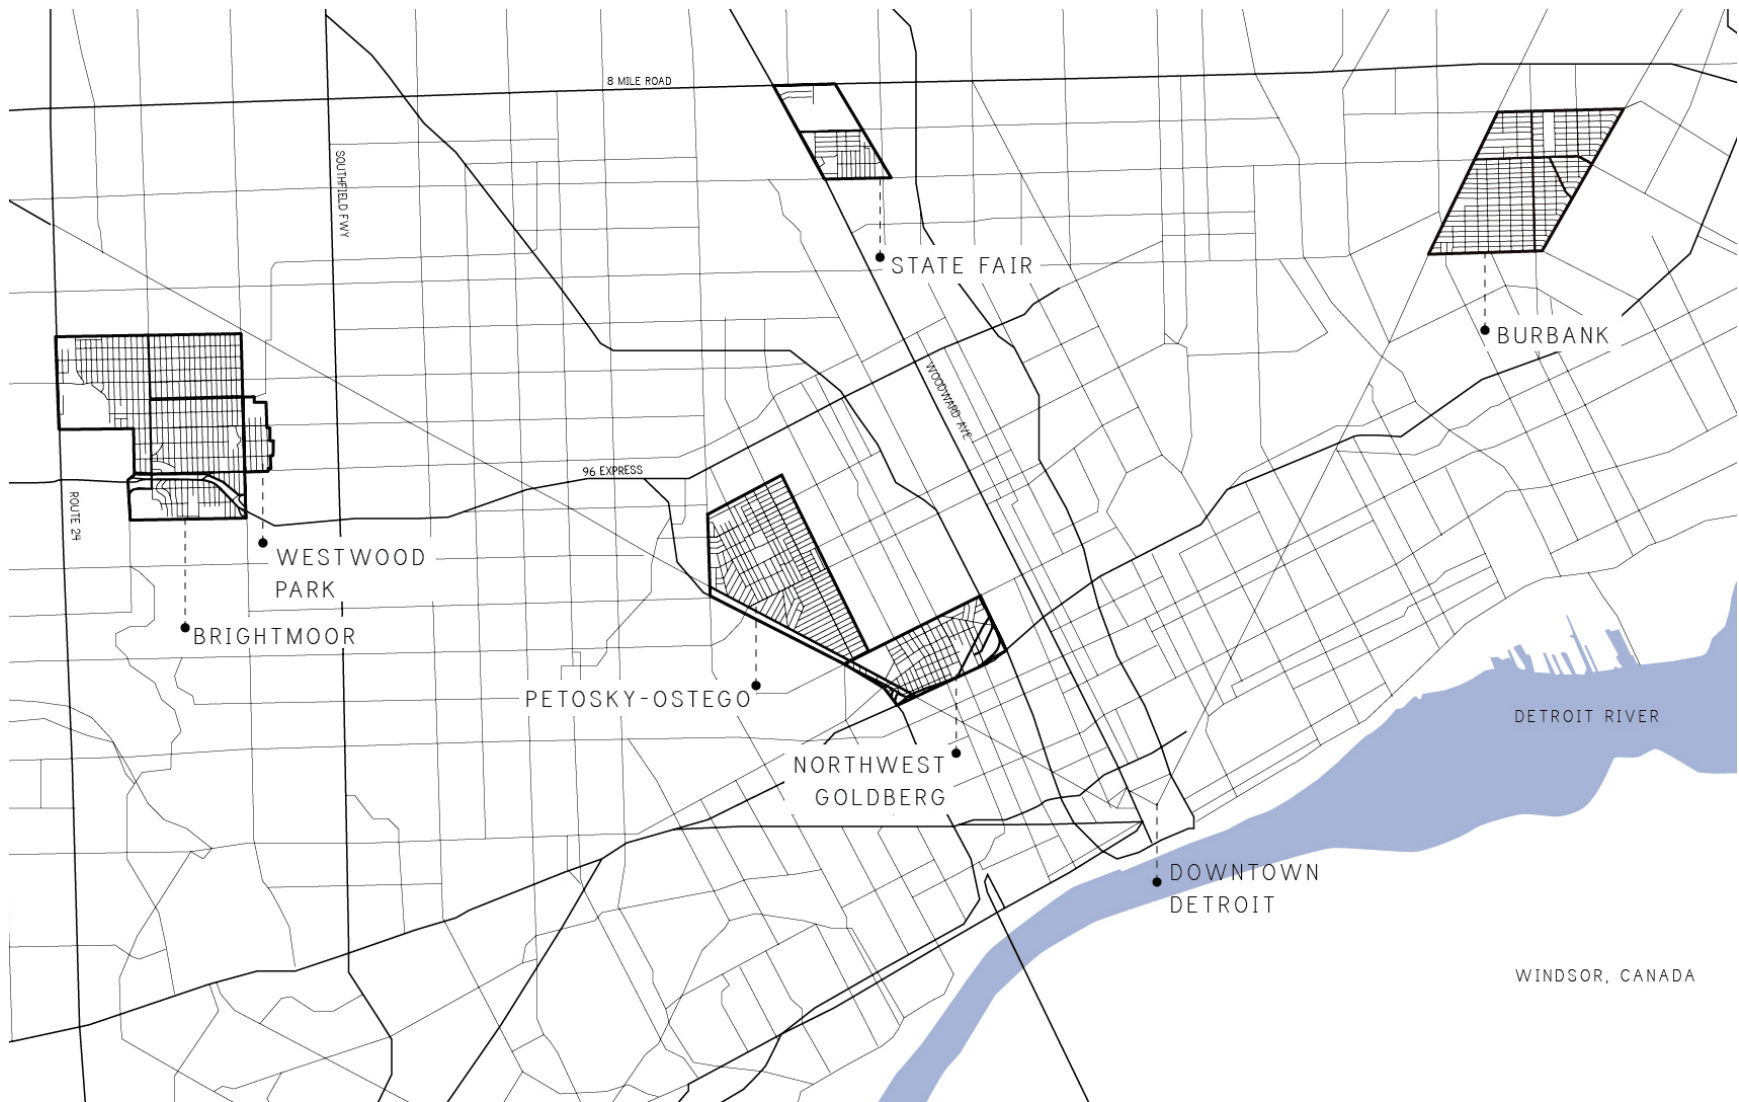 8 MILE ROAD
SOUTHFIELD FWY
STATE FAIR
BURBANK
WOODWARD AVE
96 EXPRESS
ROUTE 24
WESTWOOD
PARK
BRIGHTMOOR
PETOSKY-OSTEGO
DETROIT RIVER
NORTHWEST
GOLDBERG
DOWNTOWN
DETROIT
WINDSOR, CANADA